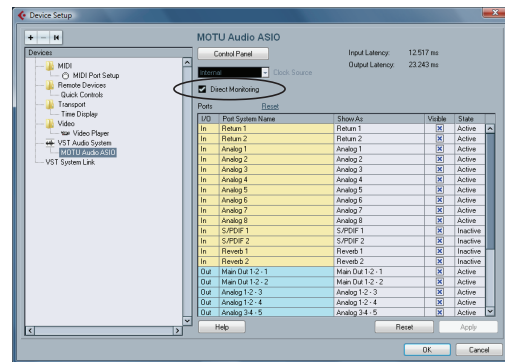 Device Setup
+ - |◄
Devices
MIDI
MIDI Port Setup
Remote Devices
Quick Controls
Transport
Time Display
Video
Video Player
VST Audio System
MOTU Audio ASIO
VST System Link
MOTU Audio ASIO
Control Panel
Input Latency: 12.517 ms
Output Latency: 23.243 ms
Internal Clock Source
Direct Monitoring
Ports Reset
I/O Port System Name Show As Visible State
In Return 1 Return 1 Active
In Return 2 Return 2 Active
In Analog 1 Analog 1 Active
In Analog 2 Analog 2 Active
In Analog 3 Analog 3 Active
In Analog 4 Analog 4 Active
In Analog 5 Analog 5 Active
In Analog 6 Analog 6 Active
In Analog 7 Analog 7 Active
In Analog 8 Analog 8 Active
In S/PDIF 1 S/PDIF 1 Inactive
In S/PDIF 2 S/PDIF 2 Inactive
In Reverb 1 Reverb 1 Inactive
In Reverb 2 Reverb 2 Inactive
Out Main Out 1-2 - 1 Main Out 1-2 - 1 Active
Out Main Out 1-2 - 2 Main Out 1-2 - 2 Active
Out Analog 1-2 - 3 Analog 1-2 - 3 Active
Out Analog 1-2 - 4 Analog 1-2 - 4 Active
Out Analog 3-4 - 5 Analog 3-4 - 5 Active
Help Reset Apply
OK Cancel